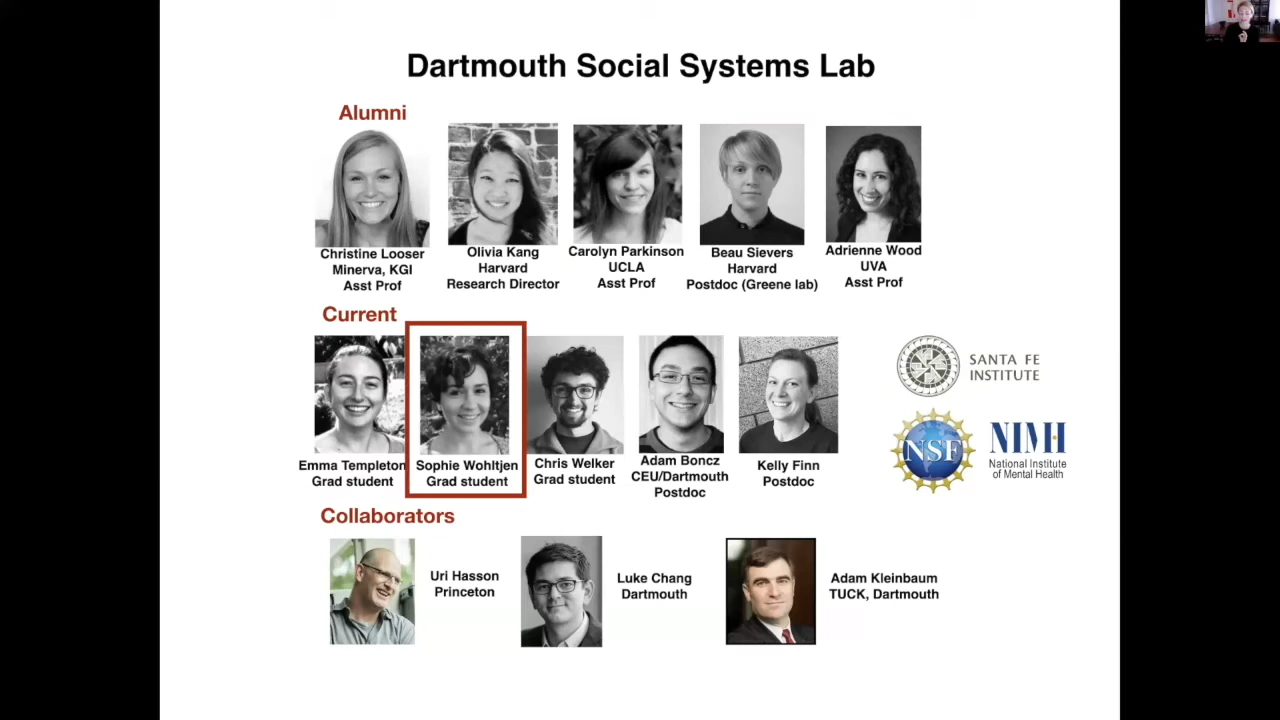 Dartmouth Social Systems Lab
Alumni
Christine Looser
Minerva, KGI
Asst Prof
Olivia Kang
Harvard
Research Director
Carolyn Parkinson
UCLA
Asst Prof
Beau Sievers
Harvard
Postdoc (Greene lab)
Adrienne Wood
UVA
Asst Prof
Current
Emma Templeton
Grad student
Sophie Wohltjen
Grad student
Chris Welker
Grad student
Adam Boncz
CEU/Dartmouth
Postdoc
Kelly Finn
Postdoc
SANTA FE
INSTITUTE
NSF
NIMH
National Institute
of Mental Health
Collaborators
Uri Hasson
Princeton
Luke Chang
Dartmouth
Adam Kleinbaum
TUCK, Dartmouth